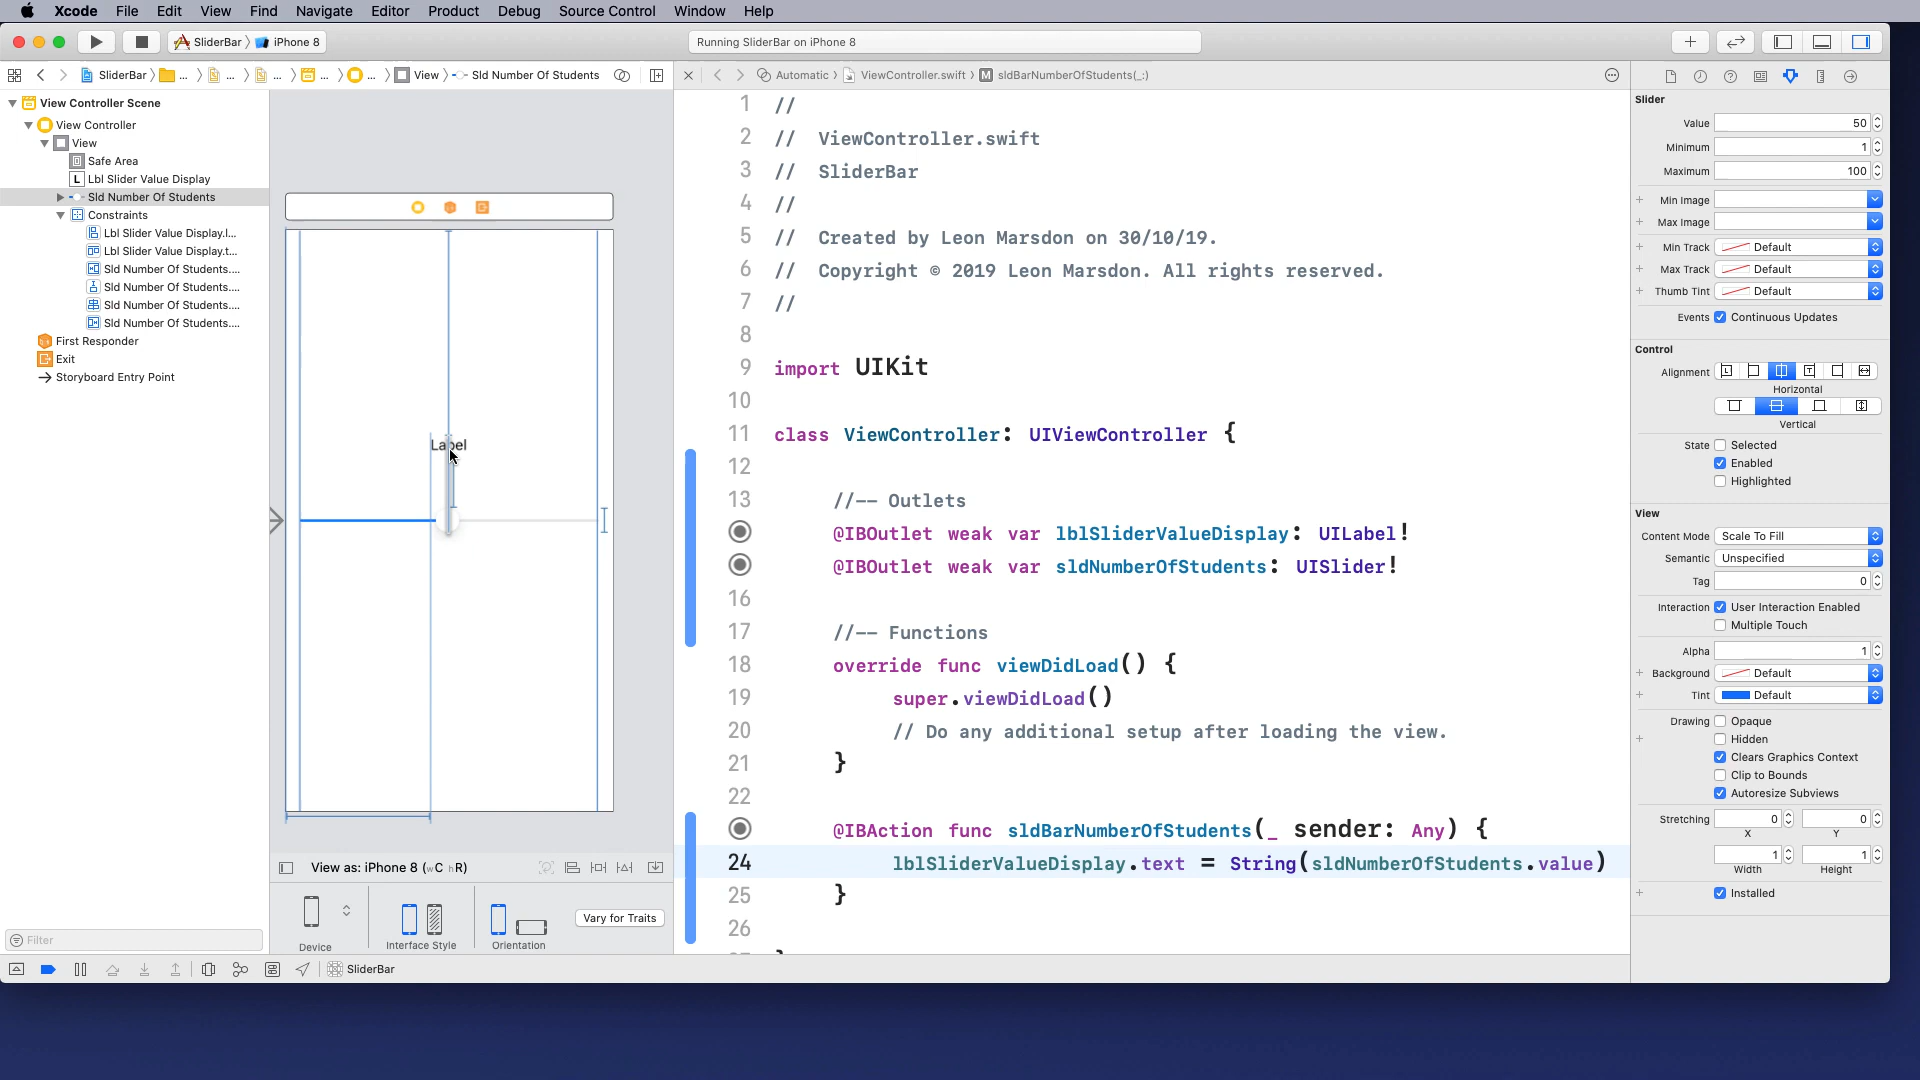 Xcode File Edit View Find Navigate Editor Product Debug Source Control Window Help
SliderBar iPhone 8
Running SliderBar on iPhone 8
SliderBar ... ... ... ... ... View Sld Number Of Students
Automatic ViewController.swift M sldBarNumberOfStudents(_:)
View Controller Scene
View Controller
View
Safe Area
L Lbl Slider Value Display
Sld Number Of Students
Constraints
Lbl Slider Value Display.l...
Lbl Slider Value Display.t...
Sld Number Of Students....
Sld Number Of Students....
Sld Number Of Students....
Sld Number Of Students....
First Responder
Exit
Storyboard Entry Point
Filter
Label
View as: iPhone 8 (wC hR)
Device
Interface Style
Orientation
Vary for Traits
1 //
2 // ViewController.swift
3 // SliderBar
4 //
5 // Created by Leon Marsdon on 30/10/19.
6 // Copyright © 2019 Leon Marsdon. All rights reserved.
7 //
8
9 import UIKit
10
11 class ViewController: UIViewController {
12
13 //-- Outlets
@IBOutlet weak var lblSliderValueDisplay: UILabel!
@IBOutlet weak var sldNumberOfStudents: UISlider!
16
17 //-- Functions
18 override func viewDidLoad() {
19 super.viewDidLoad()
20 // Do any additional setup after loading the view.
21 }
22
@IBAction func sldBarNumberOfStudents(_ sender: Any) {
24 lblSliderValueDisplay.text = String(sldNumberOfStudents.value)
25 }
26
SliderBar
Slider
Value 50
Minimum 1
Maximum 100
Min Image
Max Image
Min Track Default
Max Track Default
Thumb Tint Default
Events Continuous Updates
Control
Alignment
Horizontal
Vertical
State Selected
Enabled
Highlighted
View
Content Mode Scale To Fill
Semantic Unspecified
Tag 0
Interaction User Interaction Enabled
Multiple Touch
Alpha 1
Background Default
Tint Default
Drawing Opaque
Hidden
Clears Graphics Context
Clip to Bounds
Autoresize Subviews
Stretching 0 0
X Y
1 1
Width Height
Installed